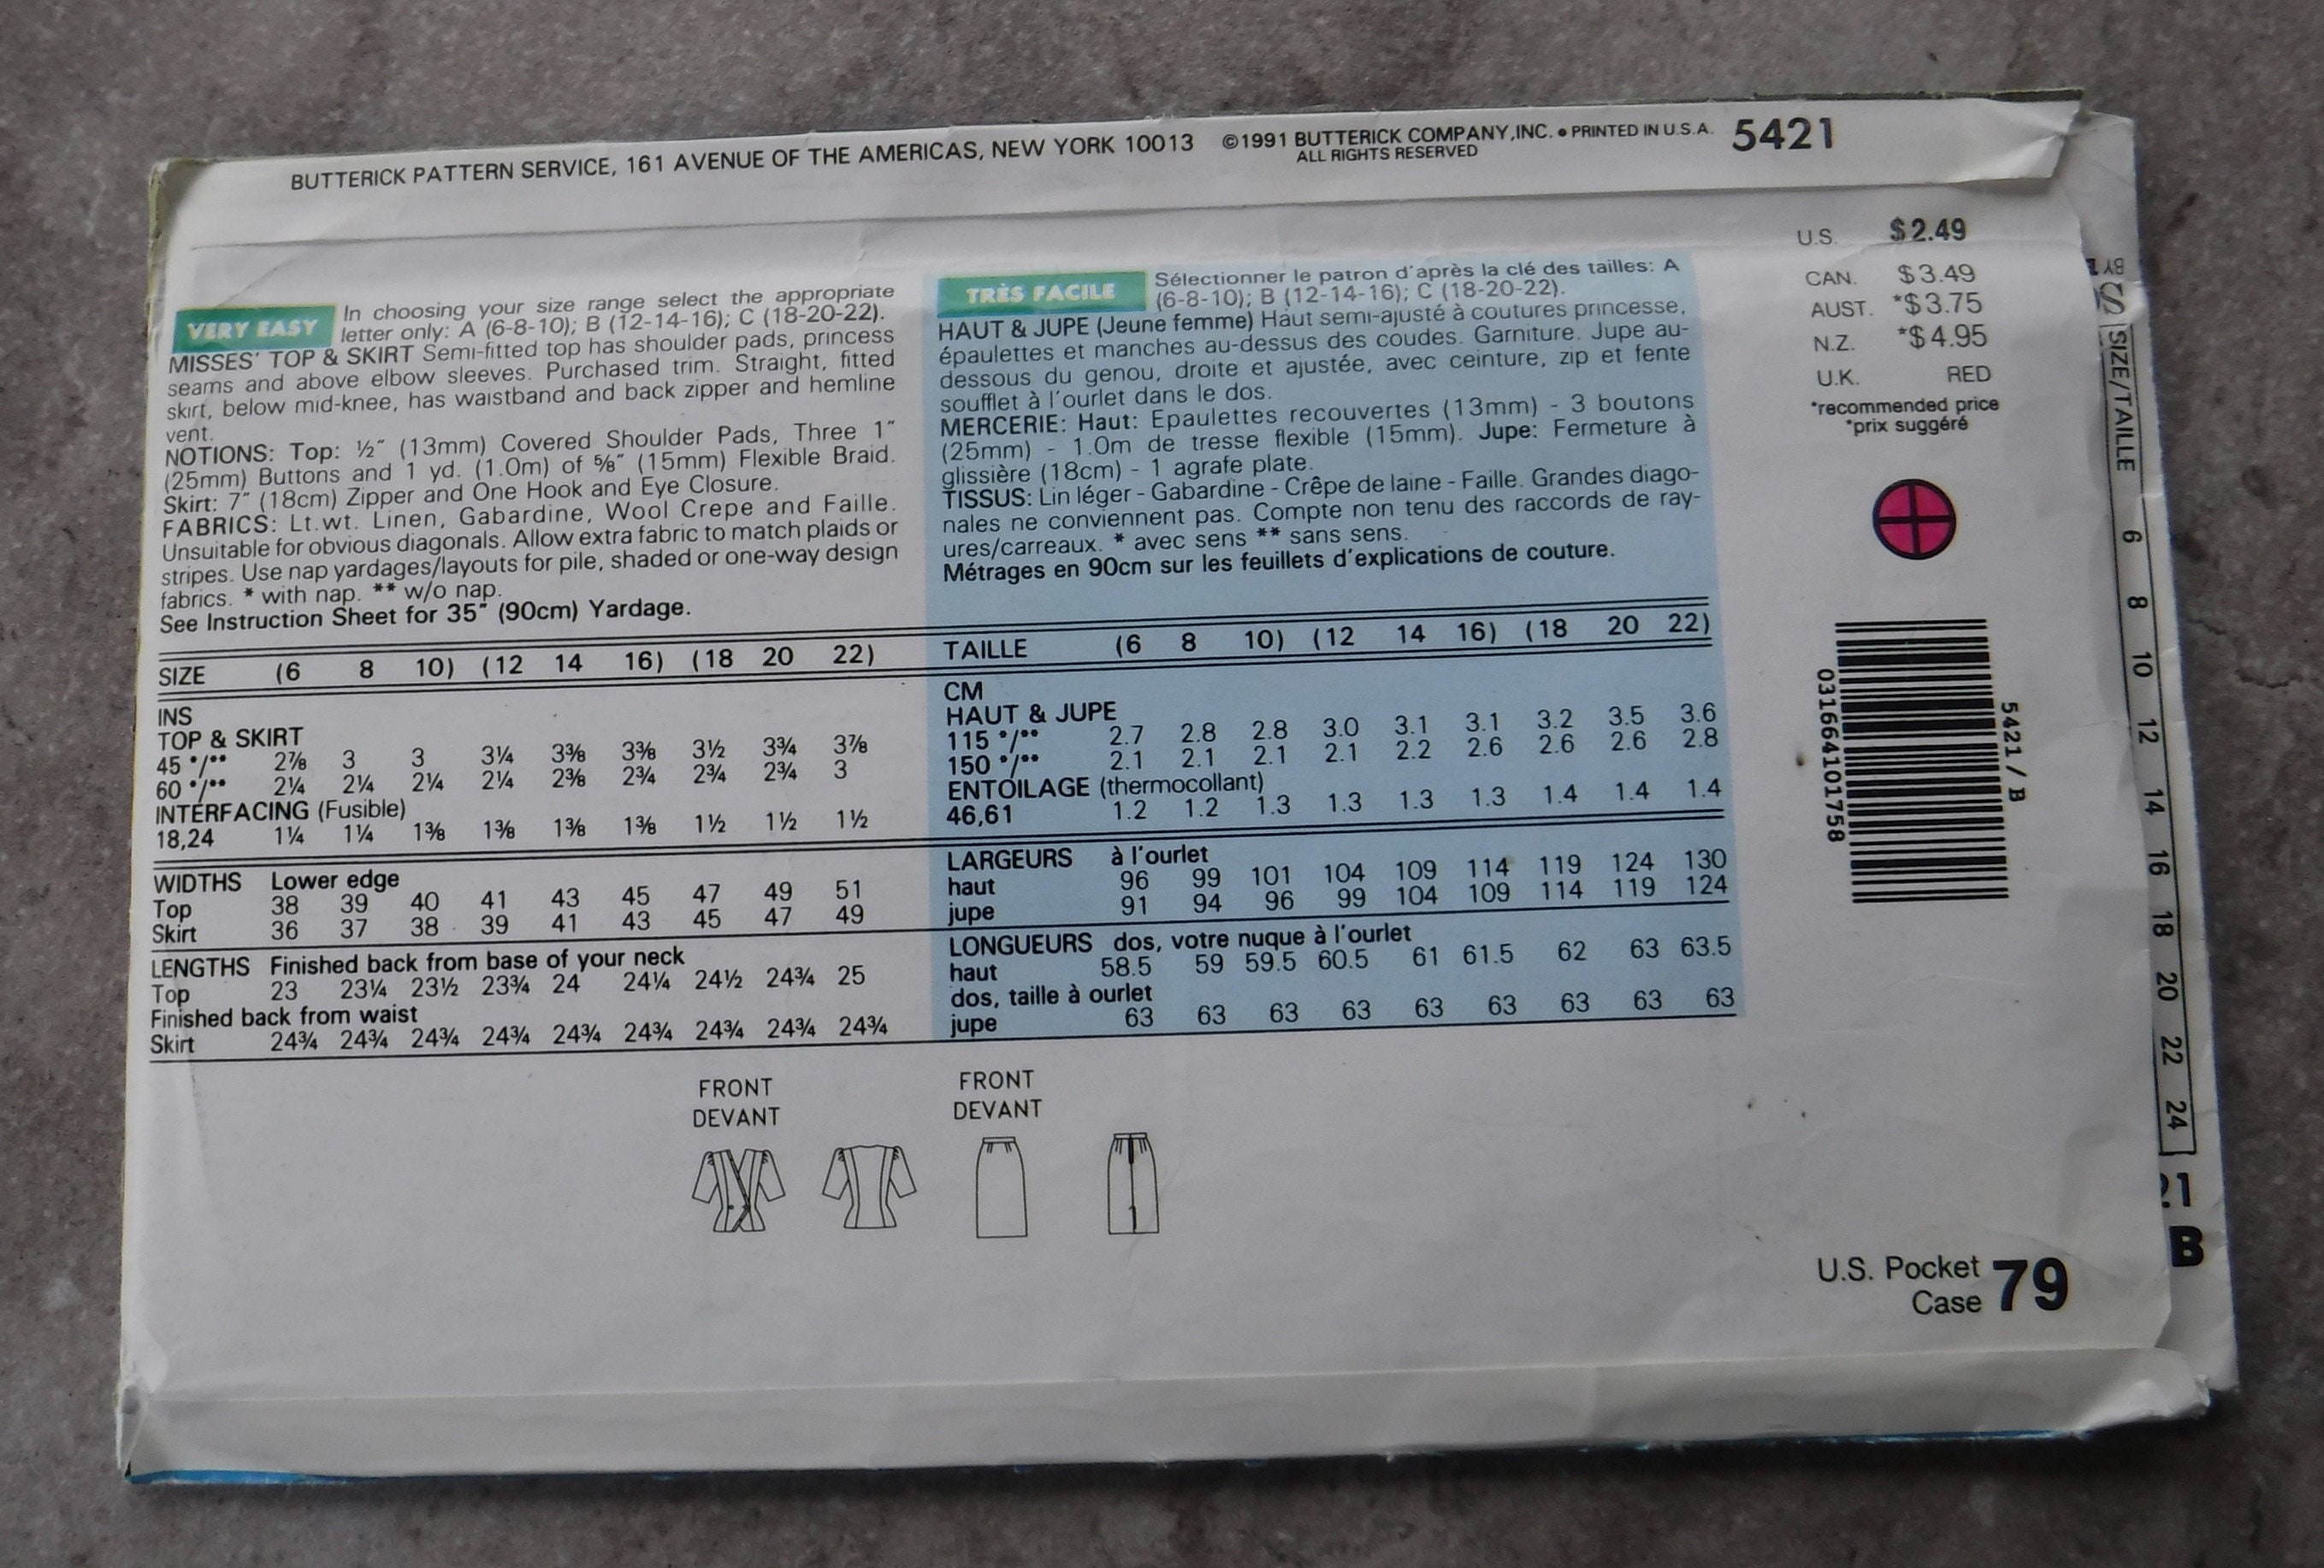 BUTTERICK PATTERN SERVICE, 161 AVENUE OF THE AMERICAS, NEW YORK 10013 ©1991 BUTTERICK COMPANY, INC. • PRINTED IN U.S.A. 5421
ALL RIGHTS RESERVED
VERY EASY
In choosing your size range select the appropriate
letter only: A (6-8-10); B (12-14-16); C (18-20-22).
MISSES' TOP & SKIRT Semi-fitted top has shoulder pads, princess
seams and above elbow sleeves. Purchased trim. Straight, fitted
skirt, below mid-knee, has waistband and back zipper and hemline
vent.
NOTIONS: Top: ½" (13mm) Covered Shoulder Pads, Three 1"
(25mm) Buttons and 1 yd. (1.0m) of ⅝" (15mm) Flexible Braid.
Skirt: 7" (18cm) Zipper and One Hook and Eye Closure.
FABRICS: Lt.wt. Linen, Gabardine, Wool Crepe and Faille.
Unsuitable for obvious diagonals. Allow extra fabric to match plaids or
stripes. Use nap yardages/layouts for pile, shaded or one-way design
fabrics. * with nap. ** w/o nap.
See Instruction Sheet for 35" (90cm) Yardage.
SIZE (6 8 10) (12 14 16) (18 20 22)
INS
TOP & SKIRT
45 */** 2⅞ 3 3 3¼ 3⅜ 3⅜ 3½ 3¾ 3⅞
60 */** 2¼ 2¼ 2¼ 2¼ 2⅜ 2¾ 2¾ 2¾ 3
INTERFACING (Fusible)
18,24 1¼ 1¼ 1⅜ 1⅜ 1⅜ 1⅜ 1½ 1½ 1½
WIDTHS Lower edge
Top 38 39 40 41 43 45 47 49 51
Skirt 36 37 38 39 41 43 45 47 49
LENGTHS Finished back from base of your neck
Top 23 23¼ 23½ 23¾ 24 24¼ 24½ 24¾ 25
Finished back from waist
Skirt 24¾ 24¾ 24¾ 24¾ 24¾ 24¾ 24¾ 24¾ 24¾
TRÈS FACILE
Sélectionner le patron d'après la clé des tailles: A
(6-8-10); B (12-14-16); C (18-20-22).
HAUT & JUPE (Jeune femme) Haut semi-ajusté à coutures princesse,
épaulettes et manches au-dessus des coudes. Garniture. Jupe au-
dessous du genou, droite et ajustée, avec ceinture, zip et fente
soufflet à l'ourlet dans le dos.
MERCERIE: Haut: Epaulettes recouvertes (13mm) - 3 boutons
(25mm) - 1.0m de tresse flexible (15mm). Jupe: Fermeture à
glissière (18cm) - 1 agrafe plate.
TISSUS: Lin léger - Gabardine - Crêpe de laine - Faille. Grandes diago-
nales ne conviennent pas. Compte non tenu des raccords de ray-
ures/carreaux. * avec sens ** sans sens.
Métrages en 90cm sur les feuillets d'explications de couture.
TAILLE (6 8 10) (12 14 16) (18 20 22)
CM
HAUT & JUPE
115 */** 2.7 2.8 2.8 3.0 3.1 3.1 3.2 3.5 3.6
150 */** 2.1 2.1 2.1 2.1 2.2 2.6 2.6 2.6 2.8
ENTOILAGE (thermocollant)
46,61 1.2 1.2 1.3 1.3 1.3 1.3 1.4 1.4 1.4
LARGEURS à l'ourlet
haut 96 99 101 104 109 114 119 124 130
jupe 91 94 96 99 104 109 114 119 124
LONGUEURS dos, votre nuque à l'ourlet
haut 58.5 59 59.5 60.5 61 61.5 62 63 63.5
dos, taille à ourlet
jupe 63 63 63 63 63 63 63 63 63
FRONT
DEVANT
FRONT
DEVANT
U.S. $2.49
CAN. $3.49
AUST. *$3.75
N.Z. *$4.95
U.K. RED
*recommended price
*prix suggéré
5421 / B
031664101758
U.S. Pocket
Case 79
BY
SIZE/TAILLE 6 8 10 12 14 16 18 20 22 24
B